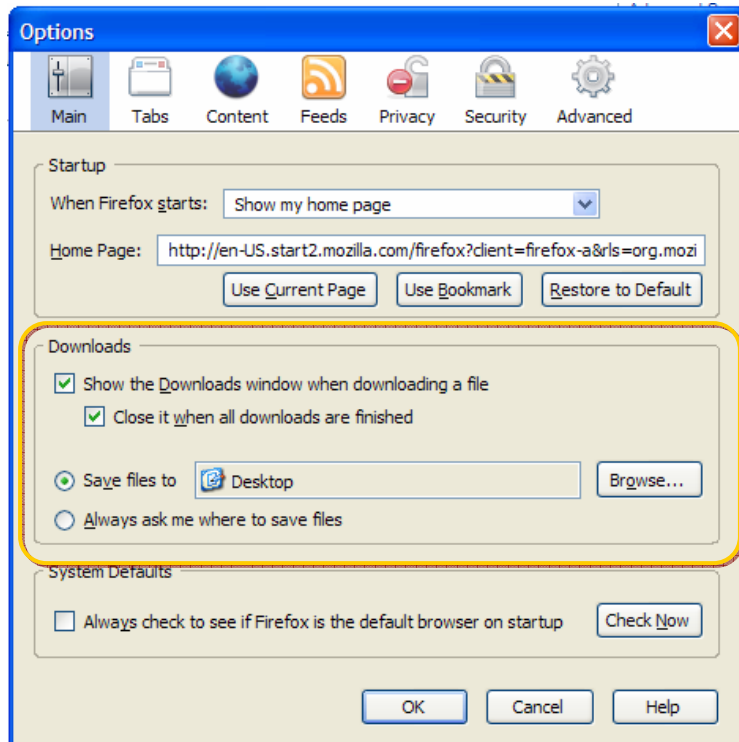 Options
Main Tabs Content Feeds Privacy Security Advanced
Startup
When Firefox starts: Show my home page
Home Page: http://en-US.start2.mozilla.com/firefox?client=firefox-a&rls=org.mozi
Use Current Page Use Bookmark Restore to Default
Downloads
Show the Downloads window when downloading a file
Close it when all downloads are finished
Save files to Desktop Browse...
Always ask me where to save files
System Defaults
Always check to see if Firefox is the default browser on startup Check Now
OK Cancel Help